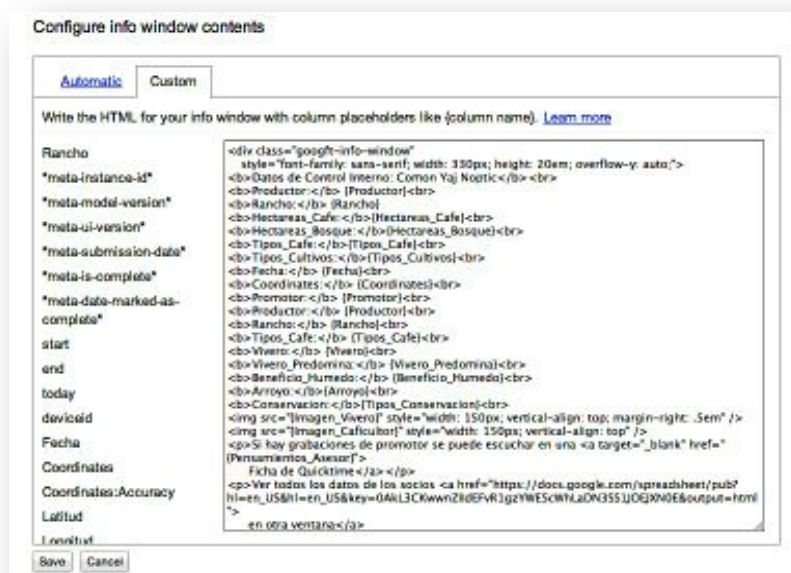 Configure info window contents
Automatic
Custom
Write the HTML for your info window with column placeholders like {column name}. Learn more
Rancho
*meta-instance-id*
*meta-model-version*
*meta-ui-version*
*meta-submission-date*
*meta-is-complete*
*meta-date-marked-as-
complete*
start
end
today
deviceid
Fecha
Coordinates
Coordinates:Accuracy
Latitud
Longitud
<div class="googft-info-window"
style="font-family: sans-serif; width: 330px; height: 20em; overflow-y: auto;">
<b>Datos de Control Interno: Comon Yaj Noptic</b><br>
<b>Productor:</b> {Productor}<br>
<b>Rancho:</b> {Rancho}
<b>Hectareas_Cafe:</b>{Hectareas_Cafe}<br>
<b>Hectareas_Bosque:</b>{Hectareas_Bosque}<br>
<b>Tipos_Cafe:</b>{Tipos_Cafe}<br>
<b>Tipos_Cultivos:</b>{Tipos_Cultivos}<br>
<b>Fecha:</b> {Fecha}<br>
<b>Coordinates:</b> {Coordinates}<br>
<b>Promotor:</b> {Promotor}<br>
<b>Productor:</b> {Productor}<br>
<b>Rancho:</b> {Rancho}<br>
<b>Tipos_Cafe:</b> {Tipos_Cafe}<br>
<b>Vivero:</b> {Vivero}<br>
<b>Vivero_Predomina:</b> {Vivero_Predomina}<br>
<b>Beneficio_Humedo:</b> {Beneficio_Humedo}<br>
<b>Arroyo:</b>{Arroyo}<br>
<b>Conservacion:</b>{Tipos_Conservacion}<br>
<img src="{Imagen_Vivero}" style="width: 150px; vertical-align: top; margin-right: .5em" />
<img src="{Imagen_Caficultor}" style="width: 150px; vertical-align: top" />
<p>Si hay grabaciones de promotor se puede escuchar en una <a target="_blank" href="
{Pensamientos_Asesor}">
Ficha de Quicktime</a></p>
<p>Ver todos los datos de los socios <a href="https://docs.google.com/spreadsheet/pub?
">
en otra ventana</a>
Save
Cancel